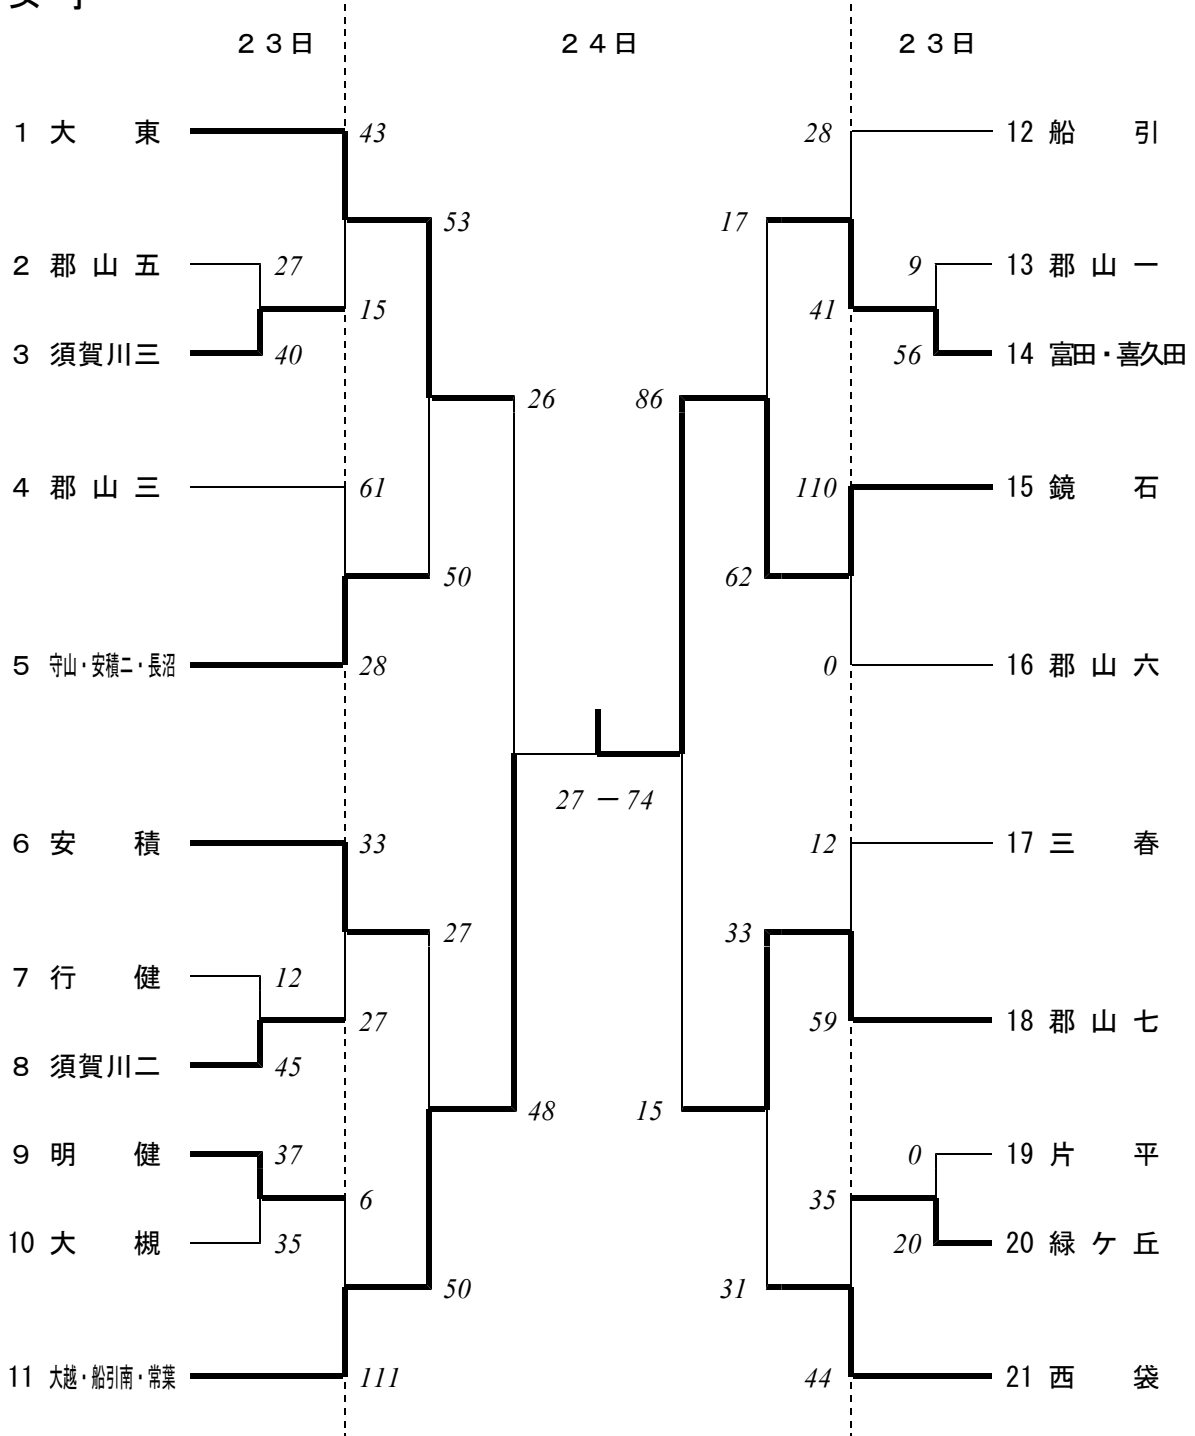 ２３日 ２４日 ２３日
1 大 東 43 28 12 船 引
53 17
2 郡 山 五 27 9 13 郡 山 一
15 41
3 須賀川三 40 56 14 富田・喜久田
26 86
4 郡 山 三 61 110 15 鏡 石
50 62
5 守山・安積二・長沼 28 0 16 郡 山 六
27 － 74
6 安 積 33 12 17 三 春
27 33
7 行 健 12
27 59 18 郡 山 七
8 須賀川二 45
48 15
9 明 健 37 0 19 片 平
6 35
10 大 槻 35 20 20 緑 ケ 丘
50 31
11 大越・船引南・常葉 111 44 21 西 袋